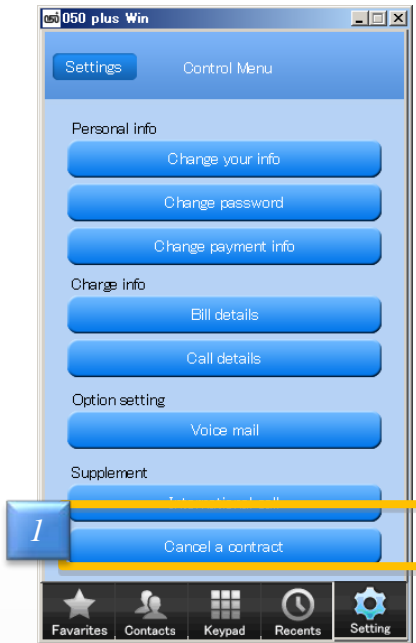 050 050 plus Win
Settings
Control Menu
Personal info
Change your info
Change password
Change payment info
Charge info
Bill details
Call details
Option setting
Voice mail
Supplement
1
Cancel a contract
Favarites Contacts Keypad Recents Setting